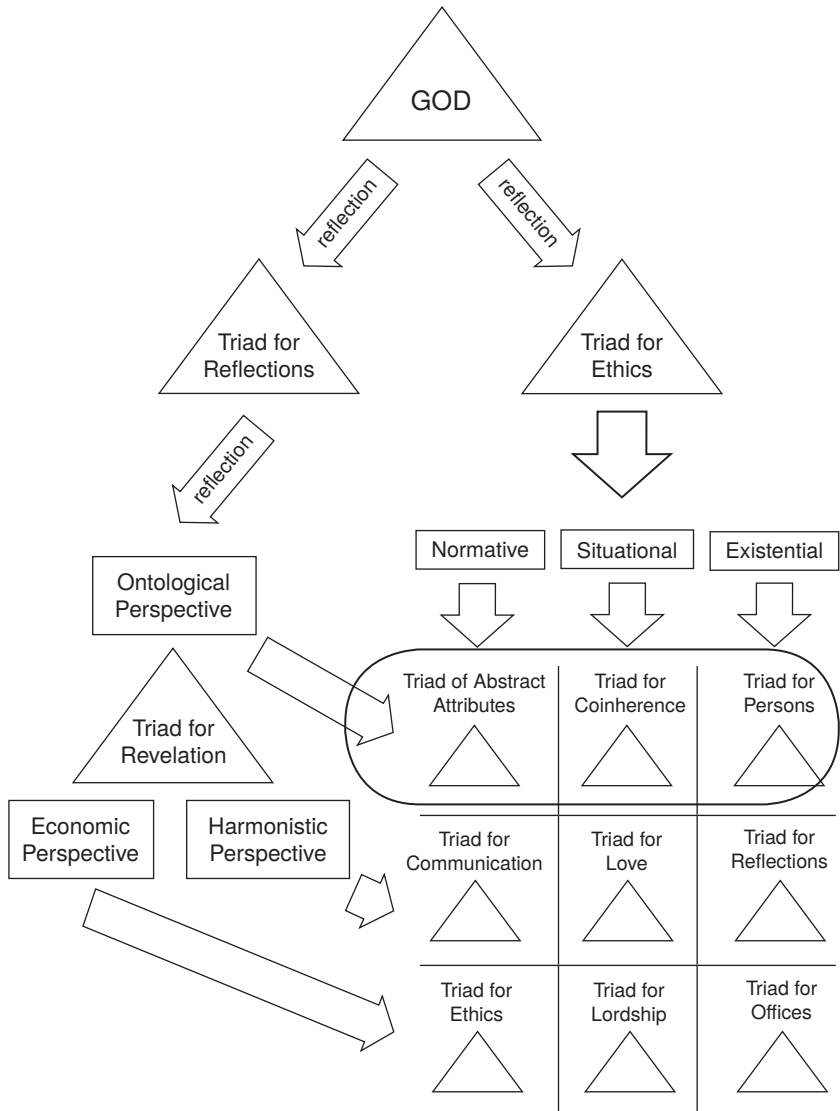 GOD
reflection
reflection
Triad for
Reflections
Triad for
Ethics
reflection
Normative
Situational
Existential
Ontological
Perspective
Triad for
Revelation
Economic
Perspective
Harmonistic
Perspective
Triad of Abstract
Attributes
Triad for
Coinherence
Triad for
Persons
Triad for
Communication
Triad for
Love
Triad for
Reflections
Triad for
Ethics
Triad for
Lordship
Triad for
Offices